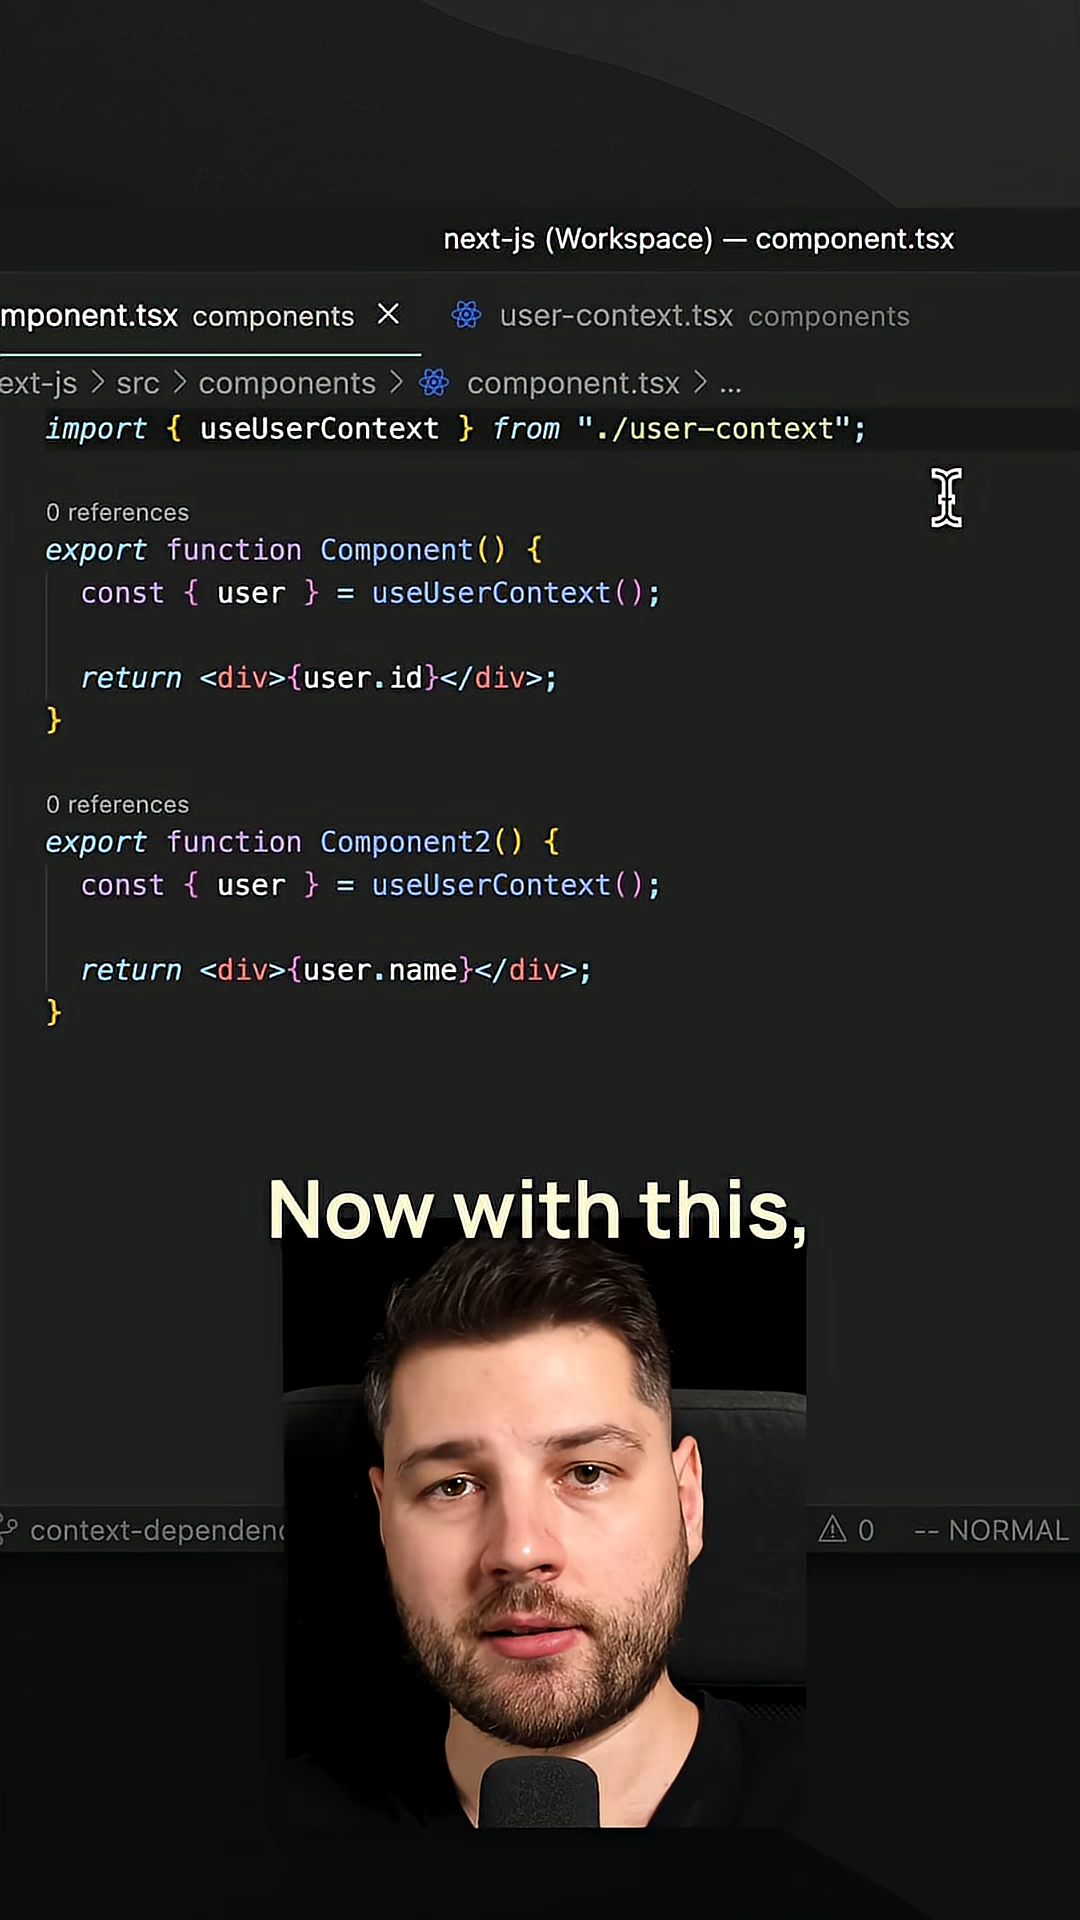 next-js (Workspace) — component.tsx
mponent.tsx components user-context.tsx components
ext-js > src > components > component.tsx > ...
import { useUserContext } from "./user-context";
0 references
export function Component() {
const { user } = useUserContext();
return <div>{user.id}</div>;
}
0 references
export function Component2() {
const { user } = useUserContext();
return <div>{user.name}</div>;
}
Now with this,
context-dependenc 0 -- NORMAL